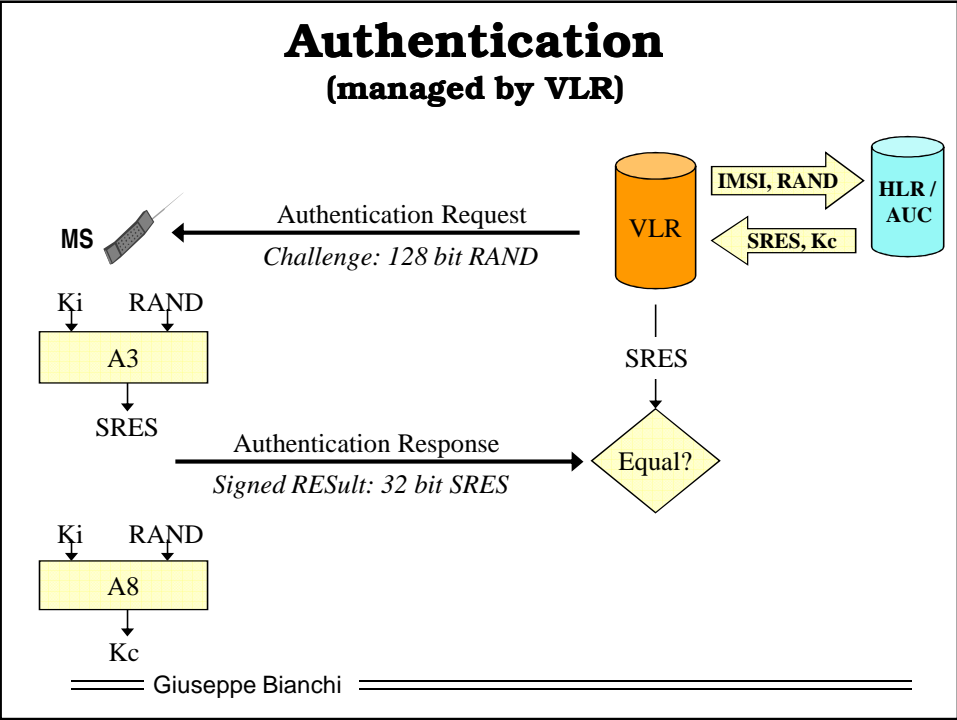 Authentication
(managed by VLR)
IMSI, RAND
HLR /
AUC
VLR
SRES, Kc
MS
Authentication Request
Challenge: 128 bit RAND
Ki RAND
A3
SRES
SRES
Authentication Response
Signed RESult: 32 bit SRES
Equal?
Ki RAND
A8
Kc
Giuseppe Bianchi